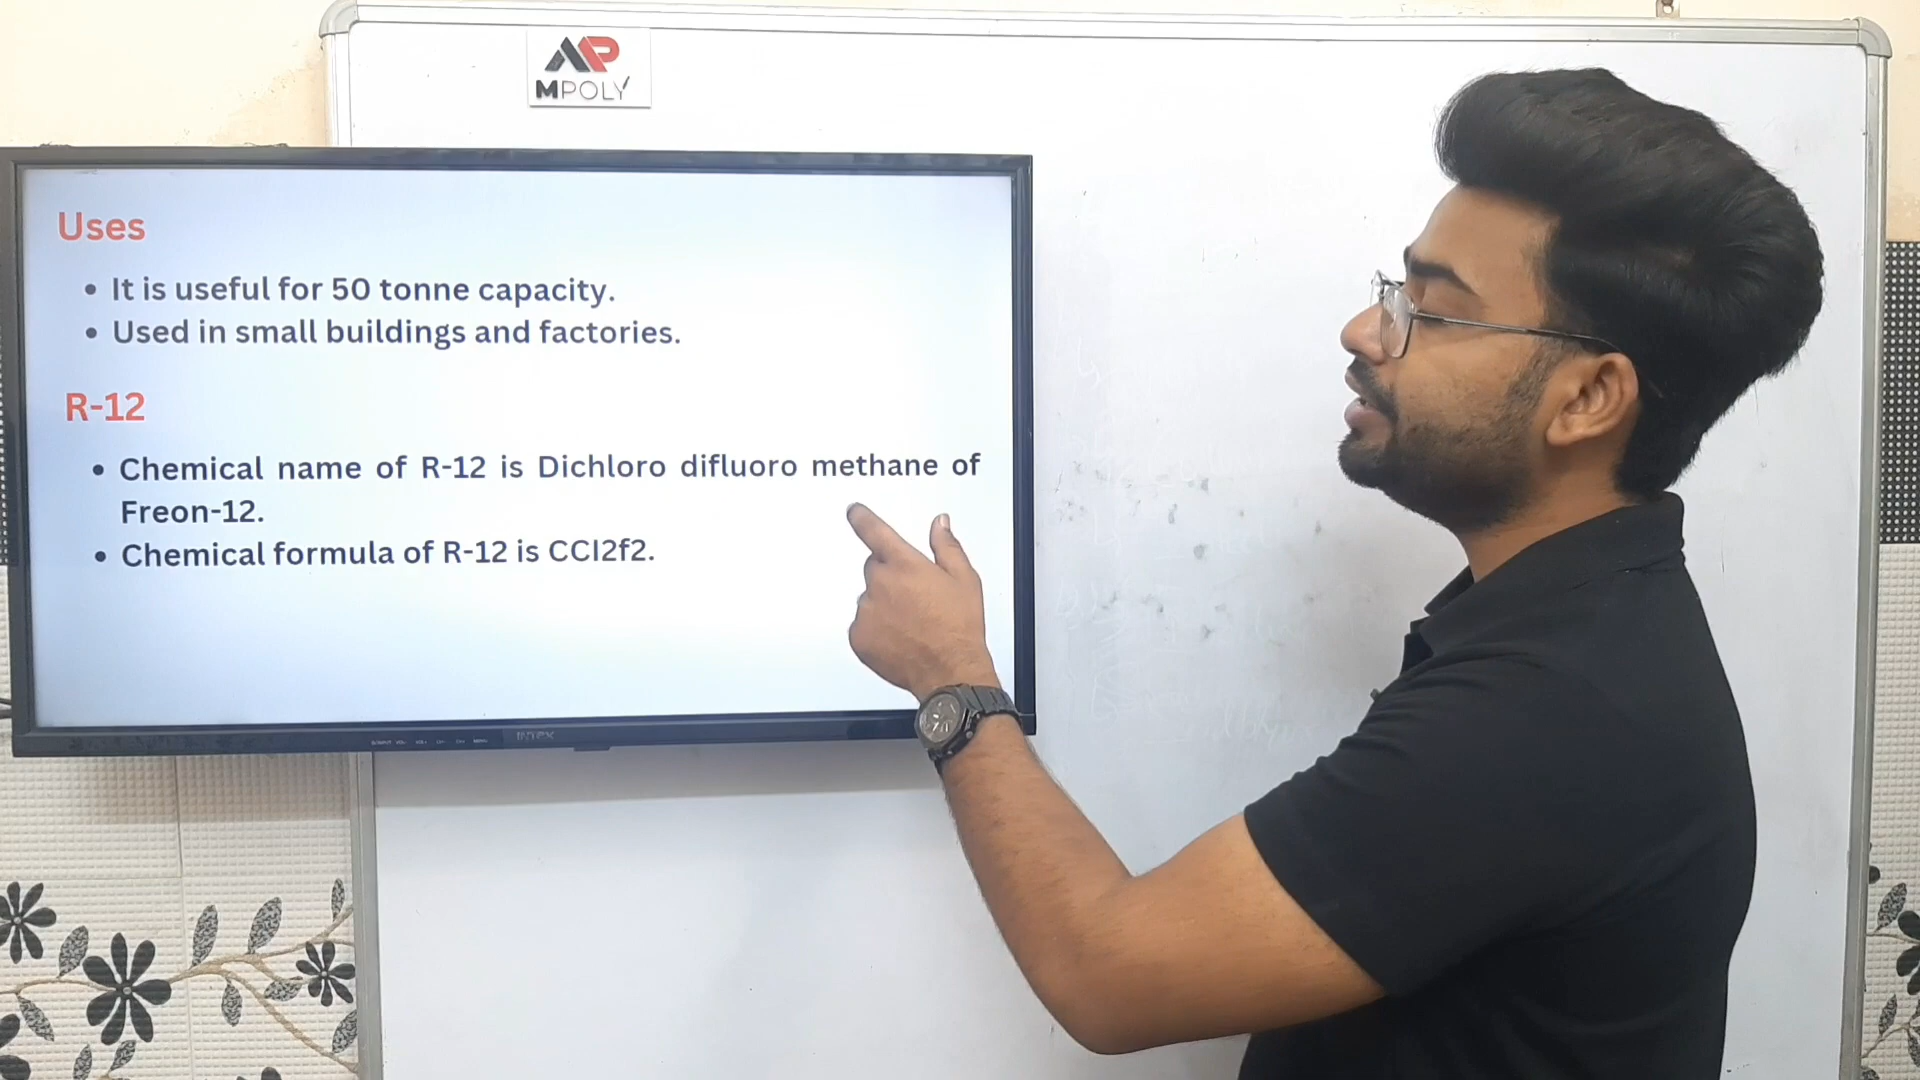 MPOLY
Uses
• It is useful for 50 tonne capacity.
• Used in small buildings and factories.
R-12
• Chemical name of R-12 is Dichloro difluoro methane of
Freon-12.
• Chemical formula of R-12 is CCl2f2.
INTEX